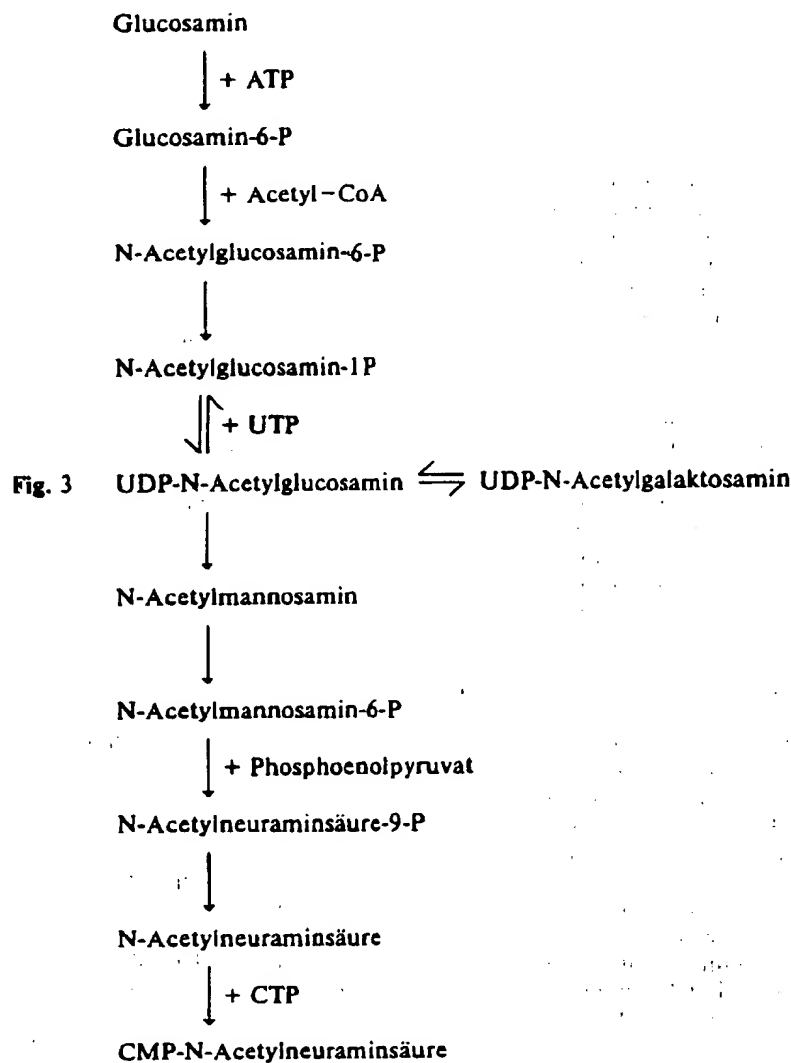 Glucosamin
+ ATP
Glucosamin-6-P
+ Acetyl-CoA
N-Acetylglucosamin-6-P
N-Acetylglucosamin-1P
+ UTP
Fig. 3 UDP-N-Acetylglucosamin UDP-N-Acetylgalaktosamin
N-Acetylmannosamin
N-Acetylmannosamin-6-P
+ Phosphoenolpyruvat
N-Acetylneuraminsäure-9-P
N-Acetylneuraminsäure
+ CTP
CMP-N-Acetylneuraminsäure